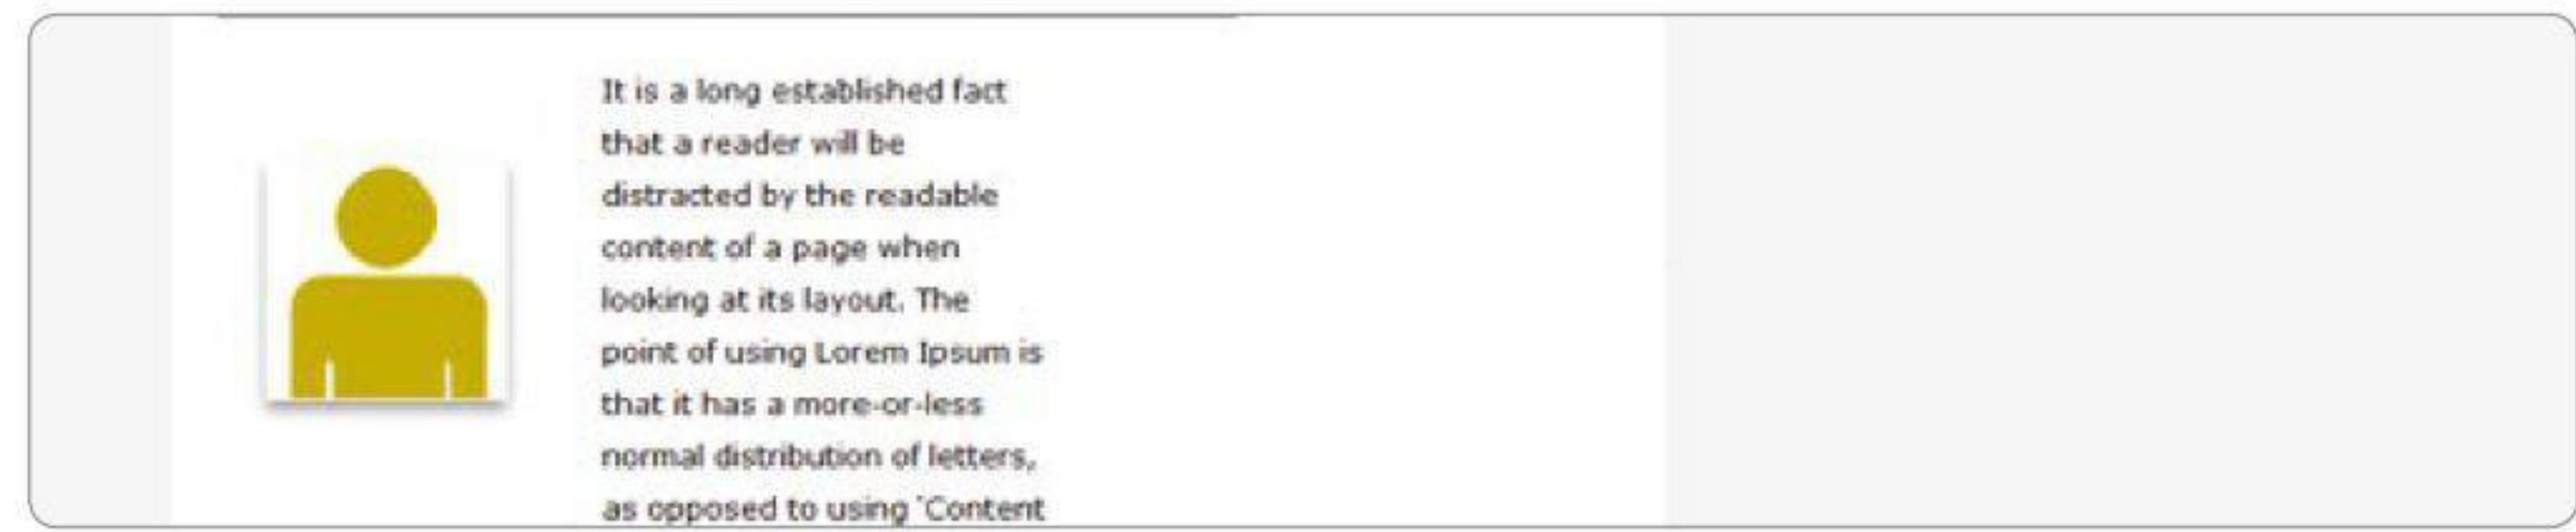 It is a long established fact
that a reader will be
distracted by the readable
content of a page when
looking at its layout. The
point of using Lorem Ipsum is
that it has a more-or-less
normal distribution of letters,
as opposed to using 'Content